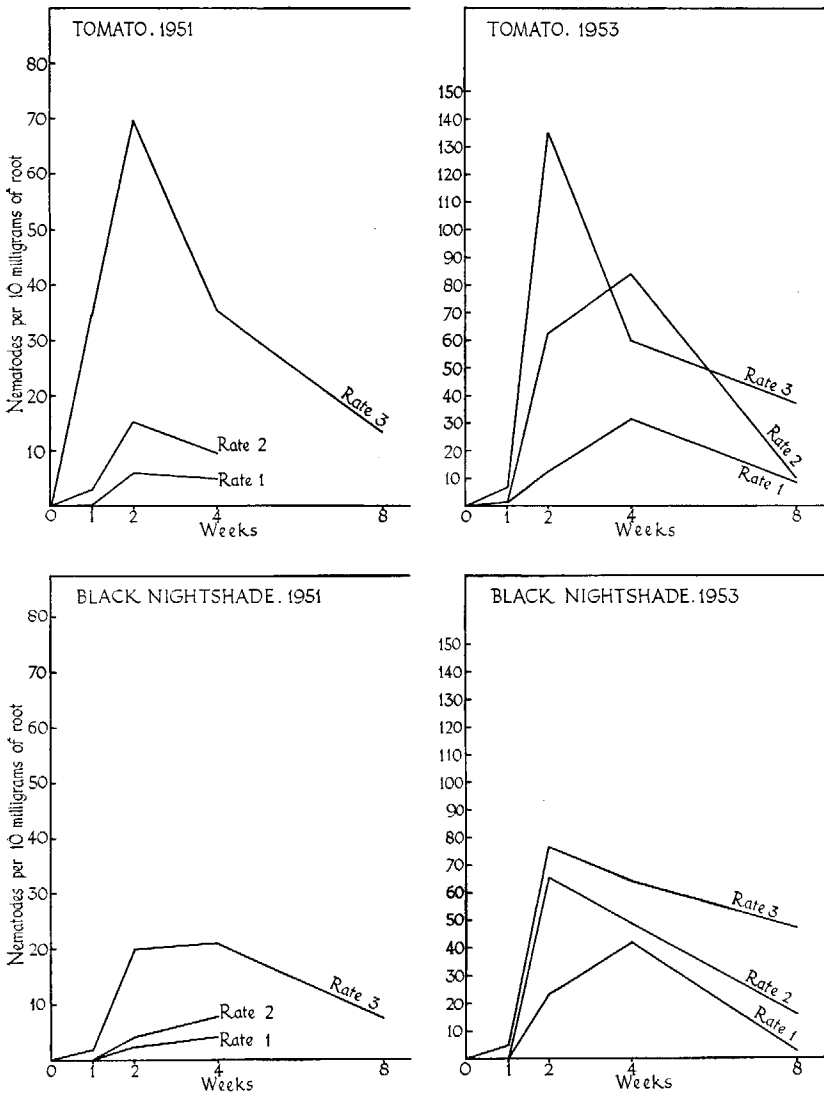 TOMATO. 1951
Nematodes per 10 milligrams of root
80
70
60
50
40
30
20
10
Rate 3
Rate 2
Rate 1
0 1 2 4 8
Weeks
TOMATO. 1953
150
140
130
120
110
100
90
80
70
60
50
40
30
20
10
Rate 3
Rate 2
Rate 1
0 1 2 4 8
Weeks
BLACK NIGHTSHADE. 1951
Nematodes per 10 milligrams of root
80
70
60
50
40
30
20
10
Rate 3
Rate 2
Rate 1
0 1 2 4 8
Weeks
BLACK NIGHTSHADE. 1953
150
140
130
120
110
100
90
80
70
60
50
40
30
20
10
Rate 3
Rate 2
Rate 1
0 1 2 4 8
Weeks